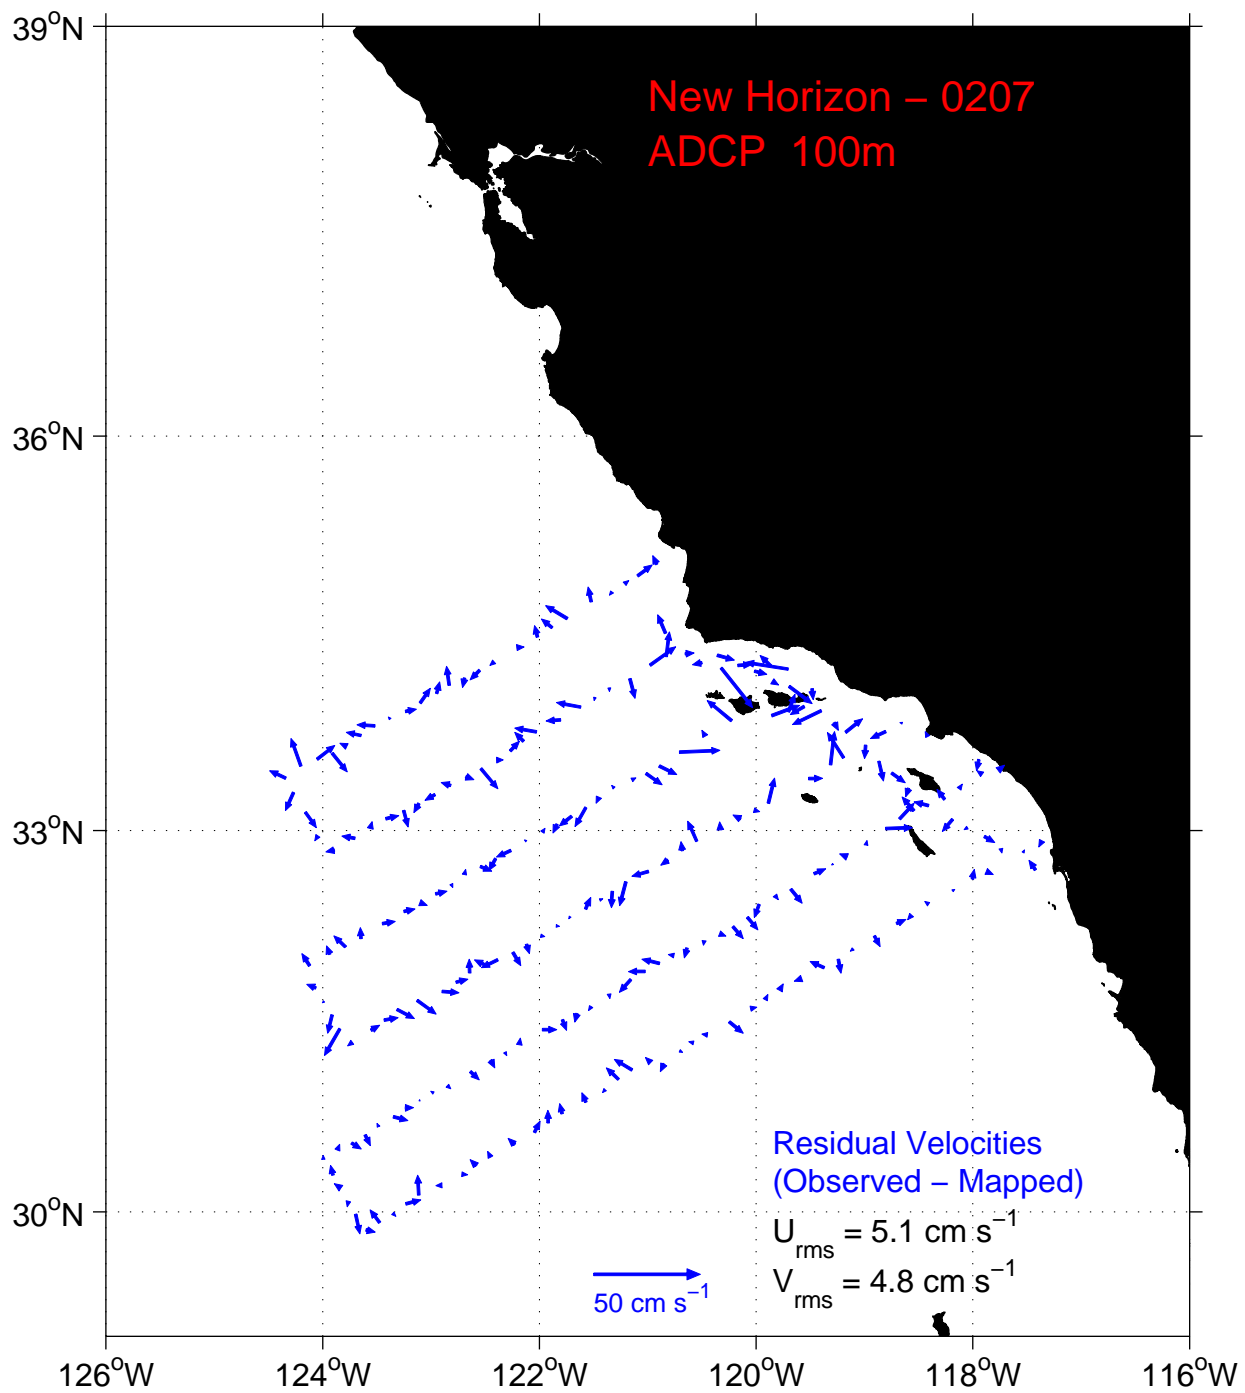 39°N
New Horizon – 0207
ADCP 100m
36°N
33°N
30°N
Residual Velocities
(Observed – Mapped)
U_rms = 5.1 cm s⁻¹
V_rms = 4.8 cm s⁻¹
50 cm s⁻¹
126°W 124°W 122°W 120°W 118°W 116°W